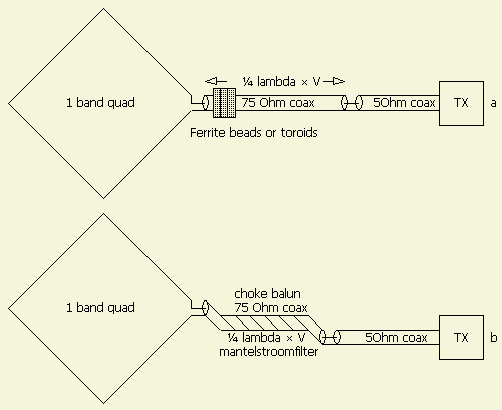 ¼ lambda × V
1 band quad
75 Ohm coax
5Ohm coax
TX
a
Ferrite beads or toroids
choke balun
75 Ohm coax
1 band quad
¼ lambda × V
5Ohm coax
TX
b
mantelstroomfilter